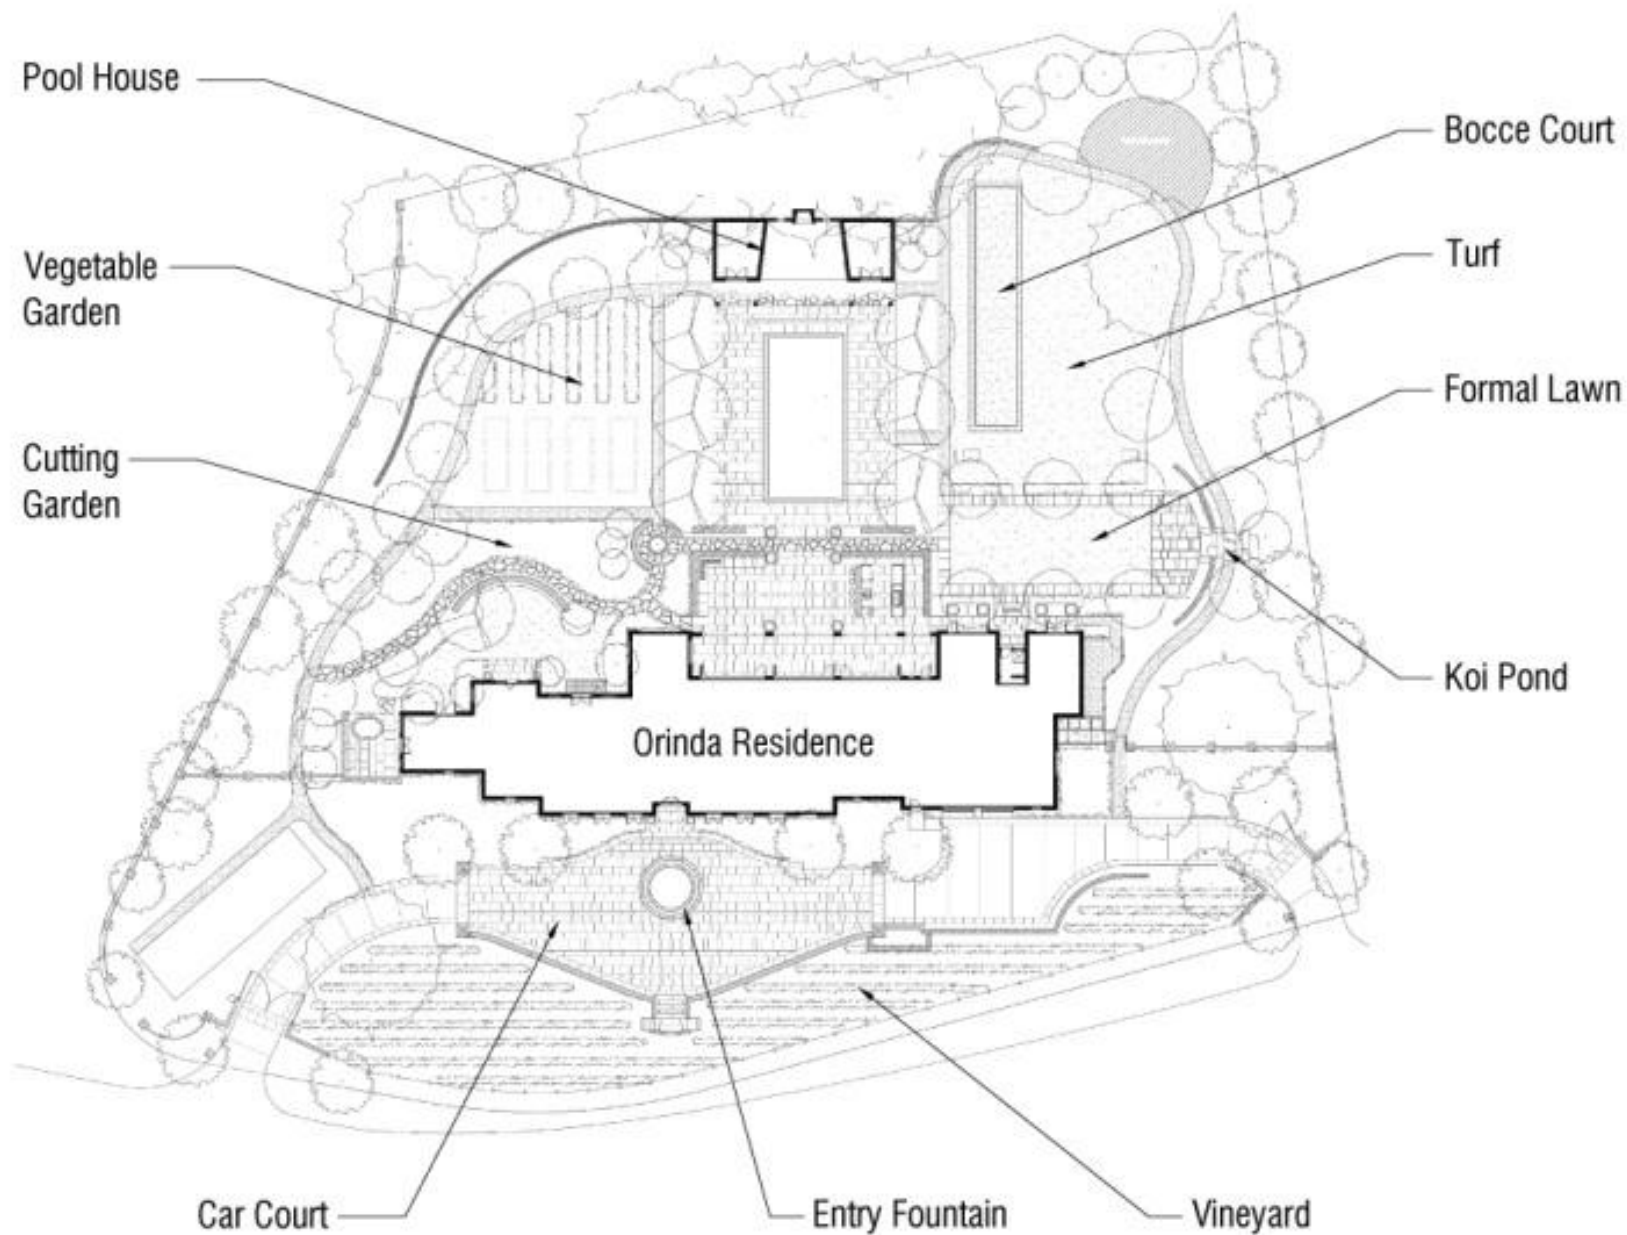 Pool House
Bocce Court
Vegetable
Garden
Turf
Formal Lawn
Cutting
Garden
Koi Pond
Orinda Residence
Car Court
Entry Fountain
Vineyard